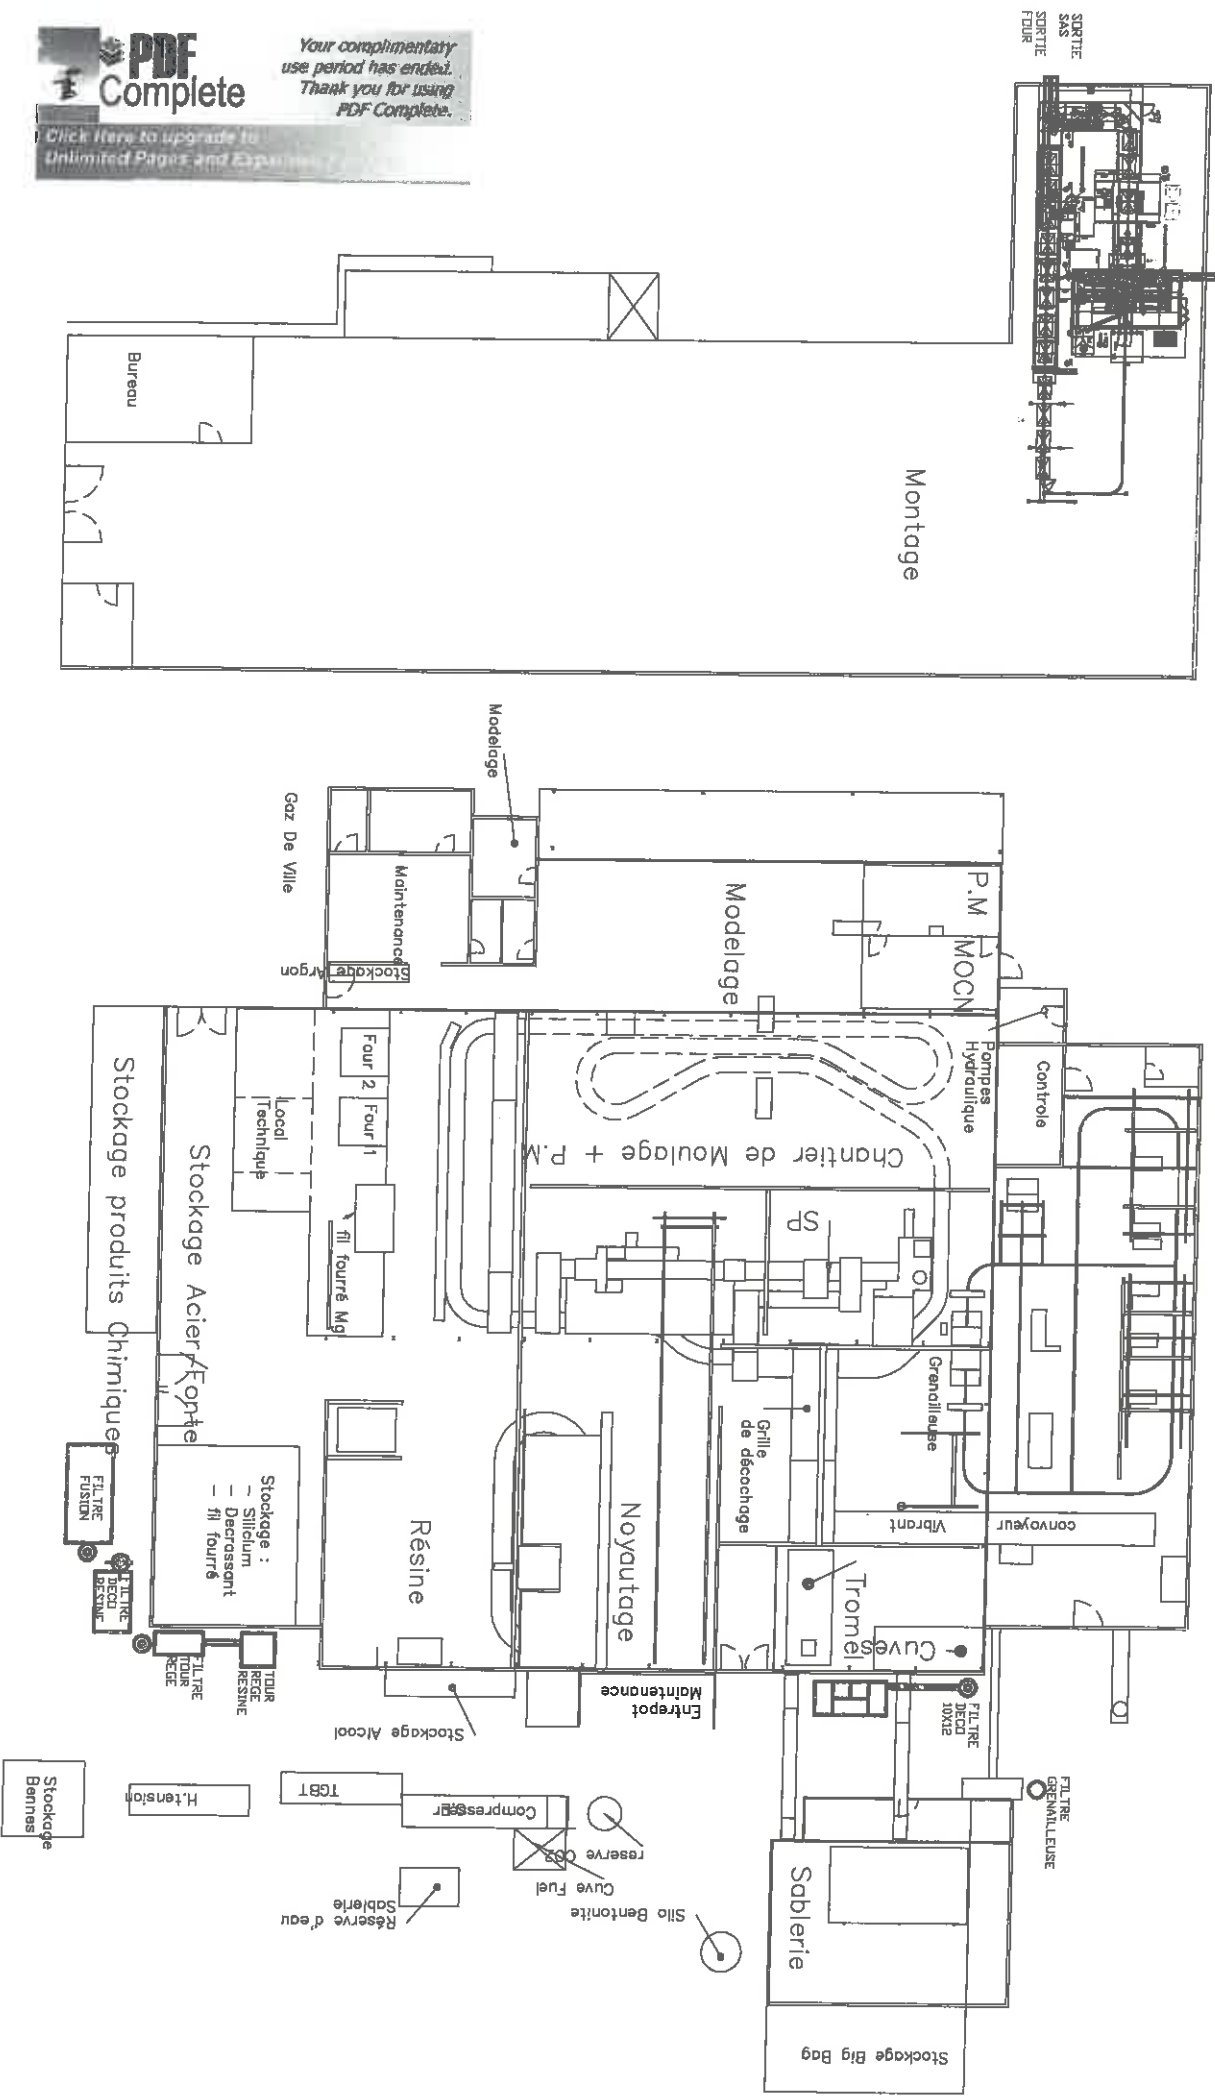 PDF
Complete
Your complimentary
use period has ended.
Thank you for using
PDF Complete.
Click Here to upgrade to
Unlimited Pages and
SORTIE
SAS
SORTIE
FOUR
Bureau
Montage
Modelage
Gaz De Ville
Maintenance
Stockage Argon
Modelage
P.M
MOCN
Pompes
Hydraulique
Controle
Four 2
Four 1
Local
Technique
fil fourré Mg
Chantier de Moulage + P.M
SP
Stockage produits Chimiques
Stockage Acier/Fonte
Grenailleuse
Grille
de décochage
Vibrant
convoyeur
Stockage :
- Silicium
- Decrassant
- fil fourré
Résine
Noyautage
Tromel
Cuves
FILTRE
FUSION
FILTRE
DECO
RESINE
FILTRE
TOUR
REGE
TOUR
REGE
RESINE
Stockage Alcool
Entrepot
Maintenance
FILTRE
DECO
10X12
FILTRE
GRENAILLEUSE
Stockage
Bennes
H.tension
TGBT
Compresseur
reserve CO2
Cuve Fuel
Réserve d'eau
Sablerie
Silo Bentonite
Sablerie
Stockage Big Bag